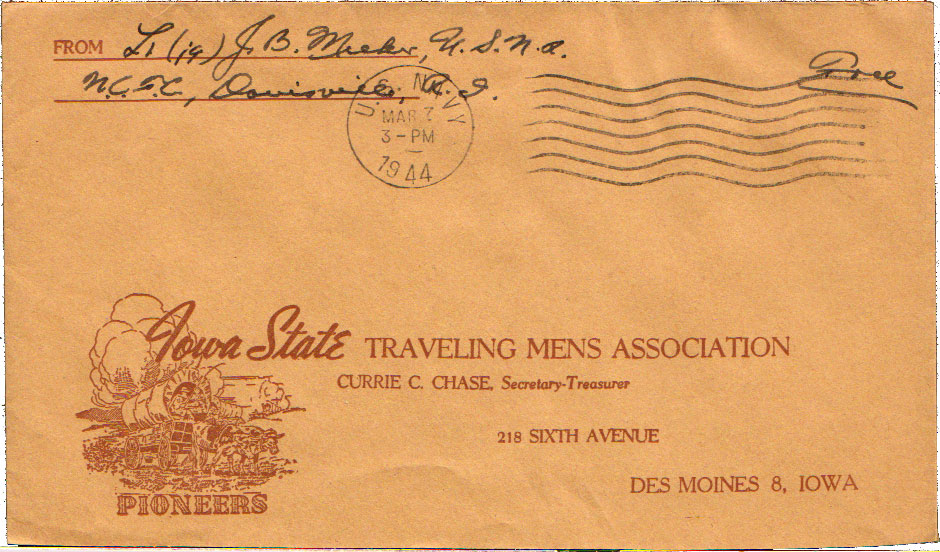 FROM Lt (jg) J. B. Meeker, U. S. N. R.
N.C.T.C., Davisville, R. I.
Free
U. S. NAVY
MAR 7
3-PM
1944
Iowa State TRAVELING MENS ASSOCIATION
CURRIE C. CHASE, Secretary-Treasurer
218 SIXTH AVENUE
DES MOINES 8, IOWA
PIONEERS